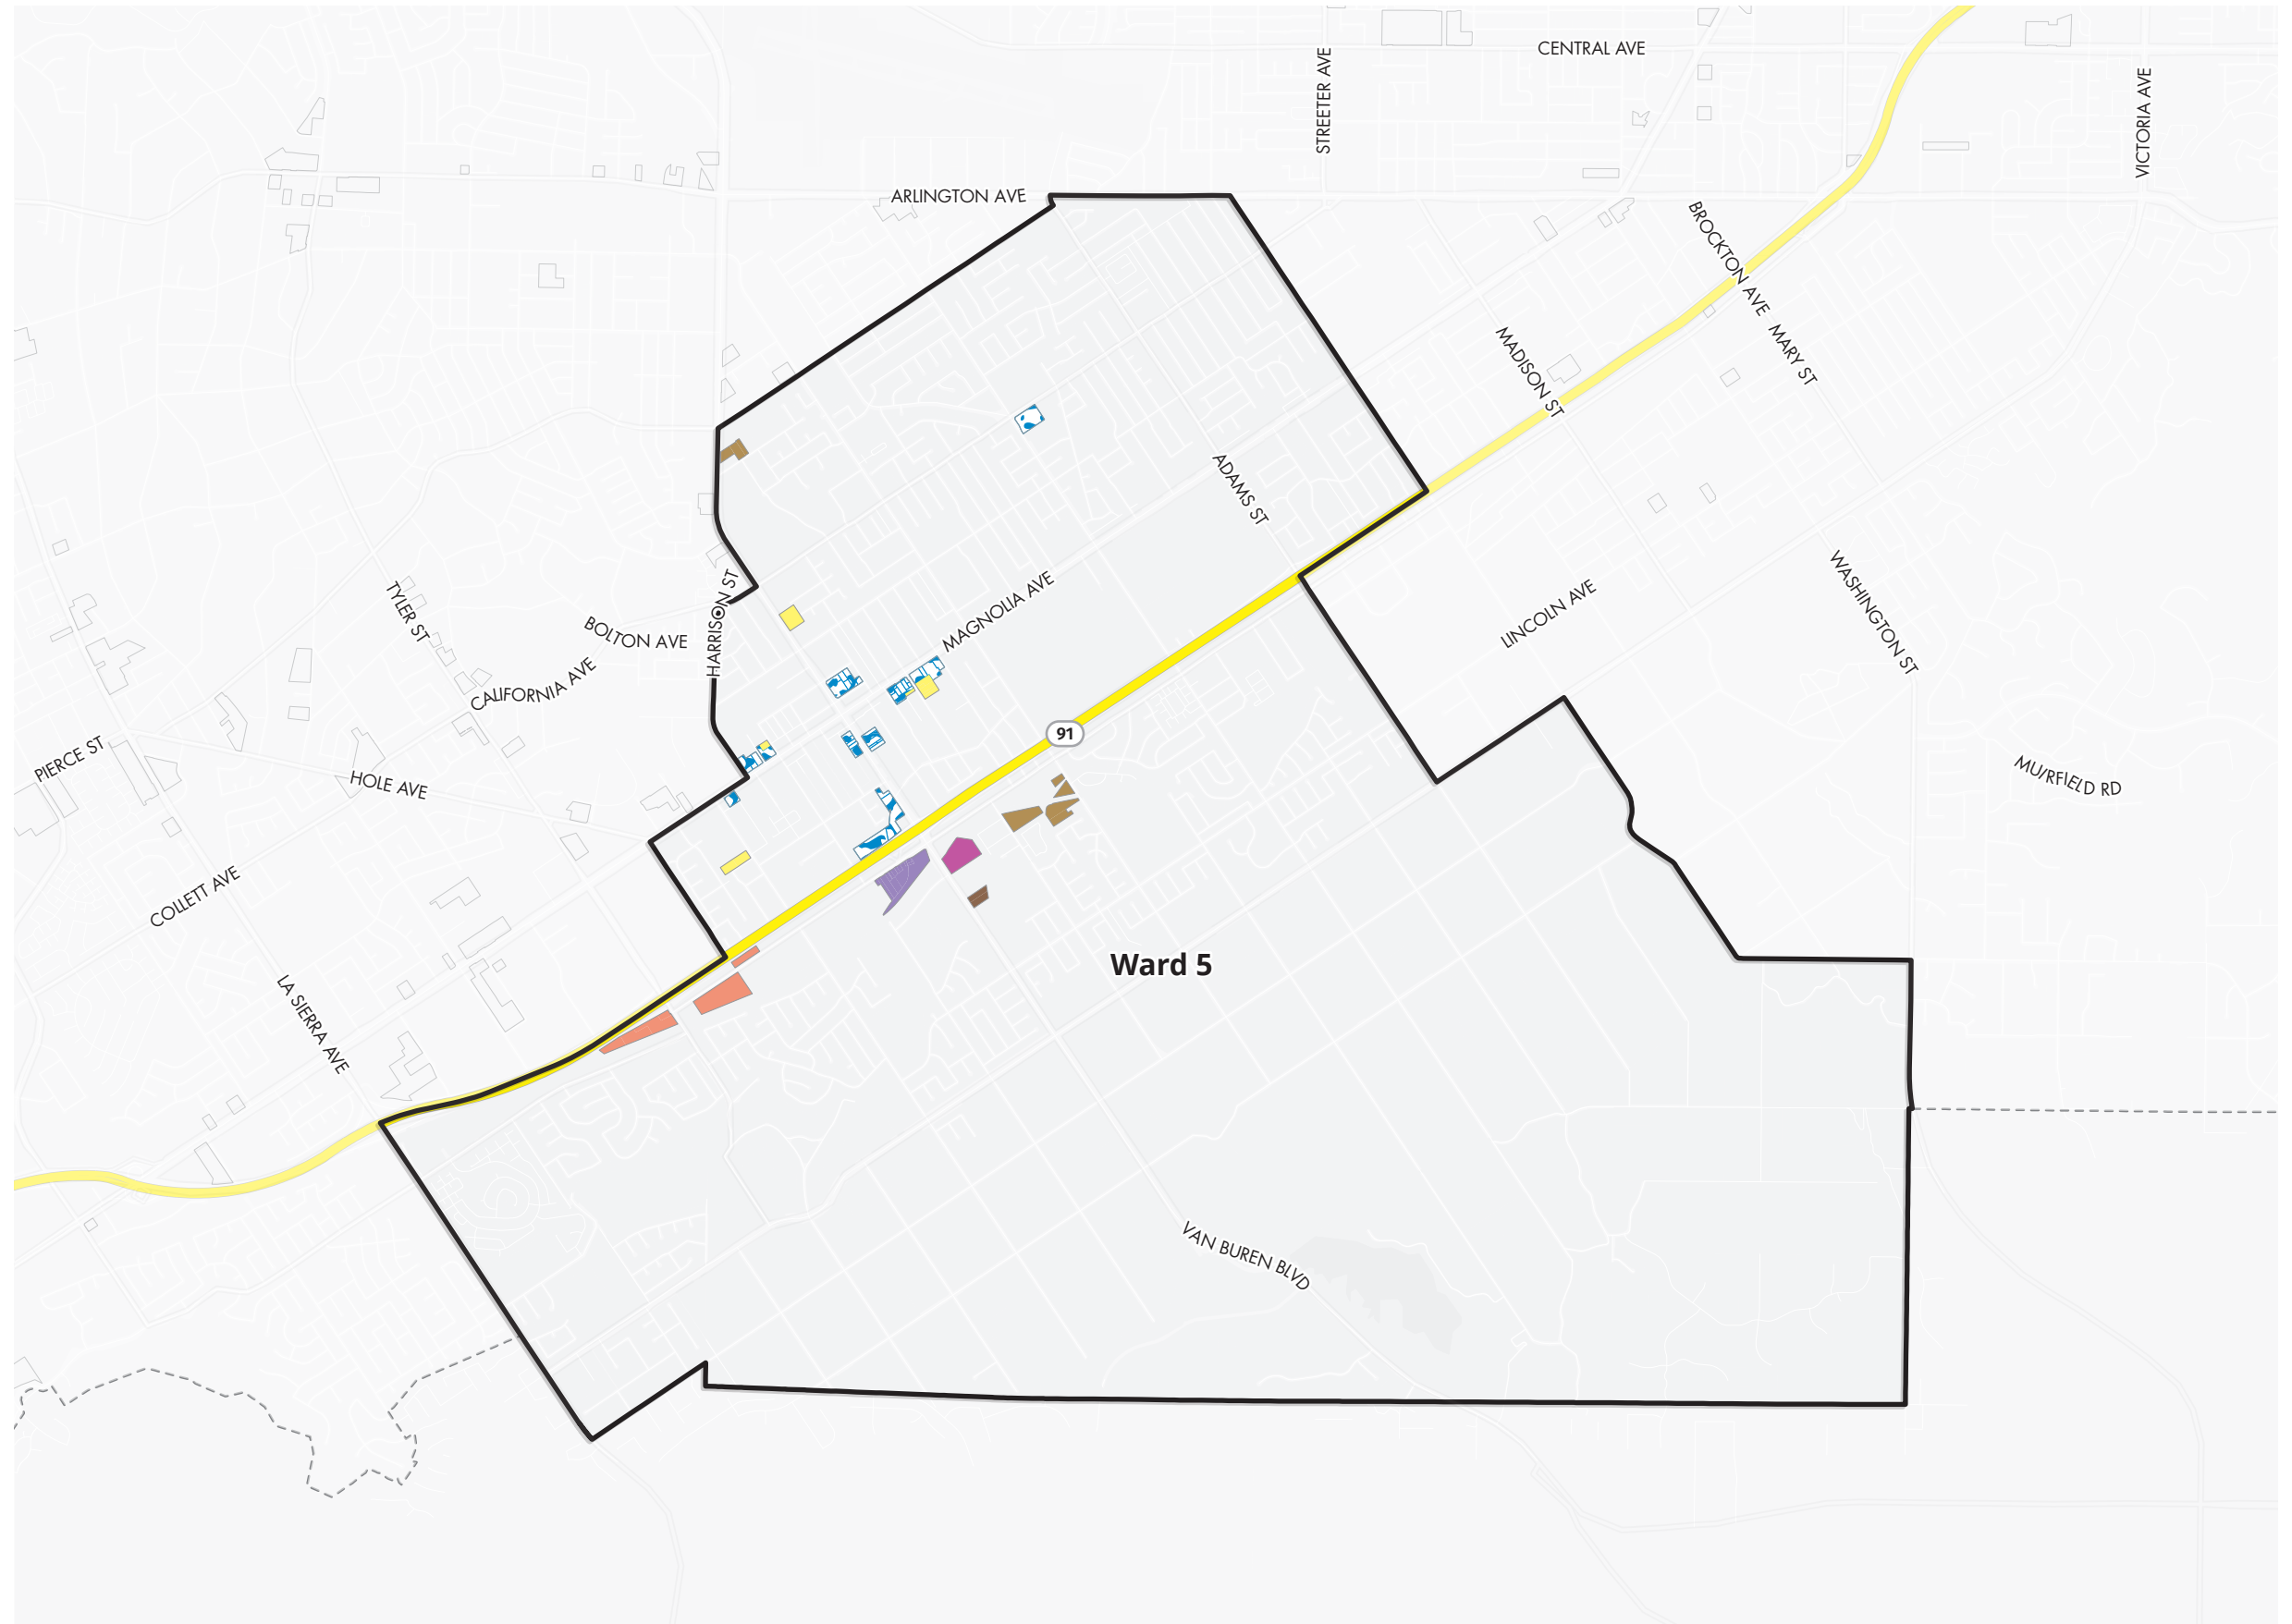 CENTRAL AVE
STREETER AVE
VICTORIA AVE
ARLINGTON AVE
BROCKTON AVE
MARY ST
MADISON ST
ADAMS ST
WASHINGTON ST
LINCOLN AVE
MAGNOLIA AVE
HARRISON ST
TYLER ST
BOLTON AVE
CALIFORNIA AVE
PIERCE ST
HOLE AVE
91
MUIRFIELD RD
COLLETT AVE
Ward 5
LA SIERRA AVE
VAN BUREN BLVD